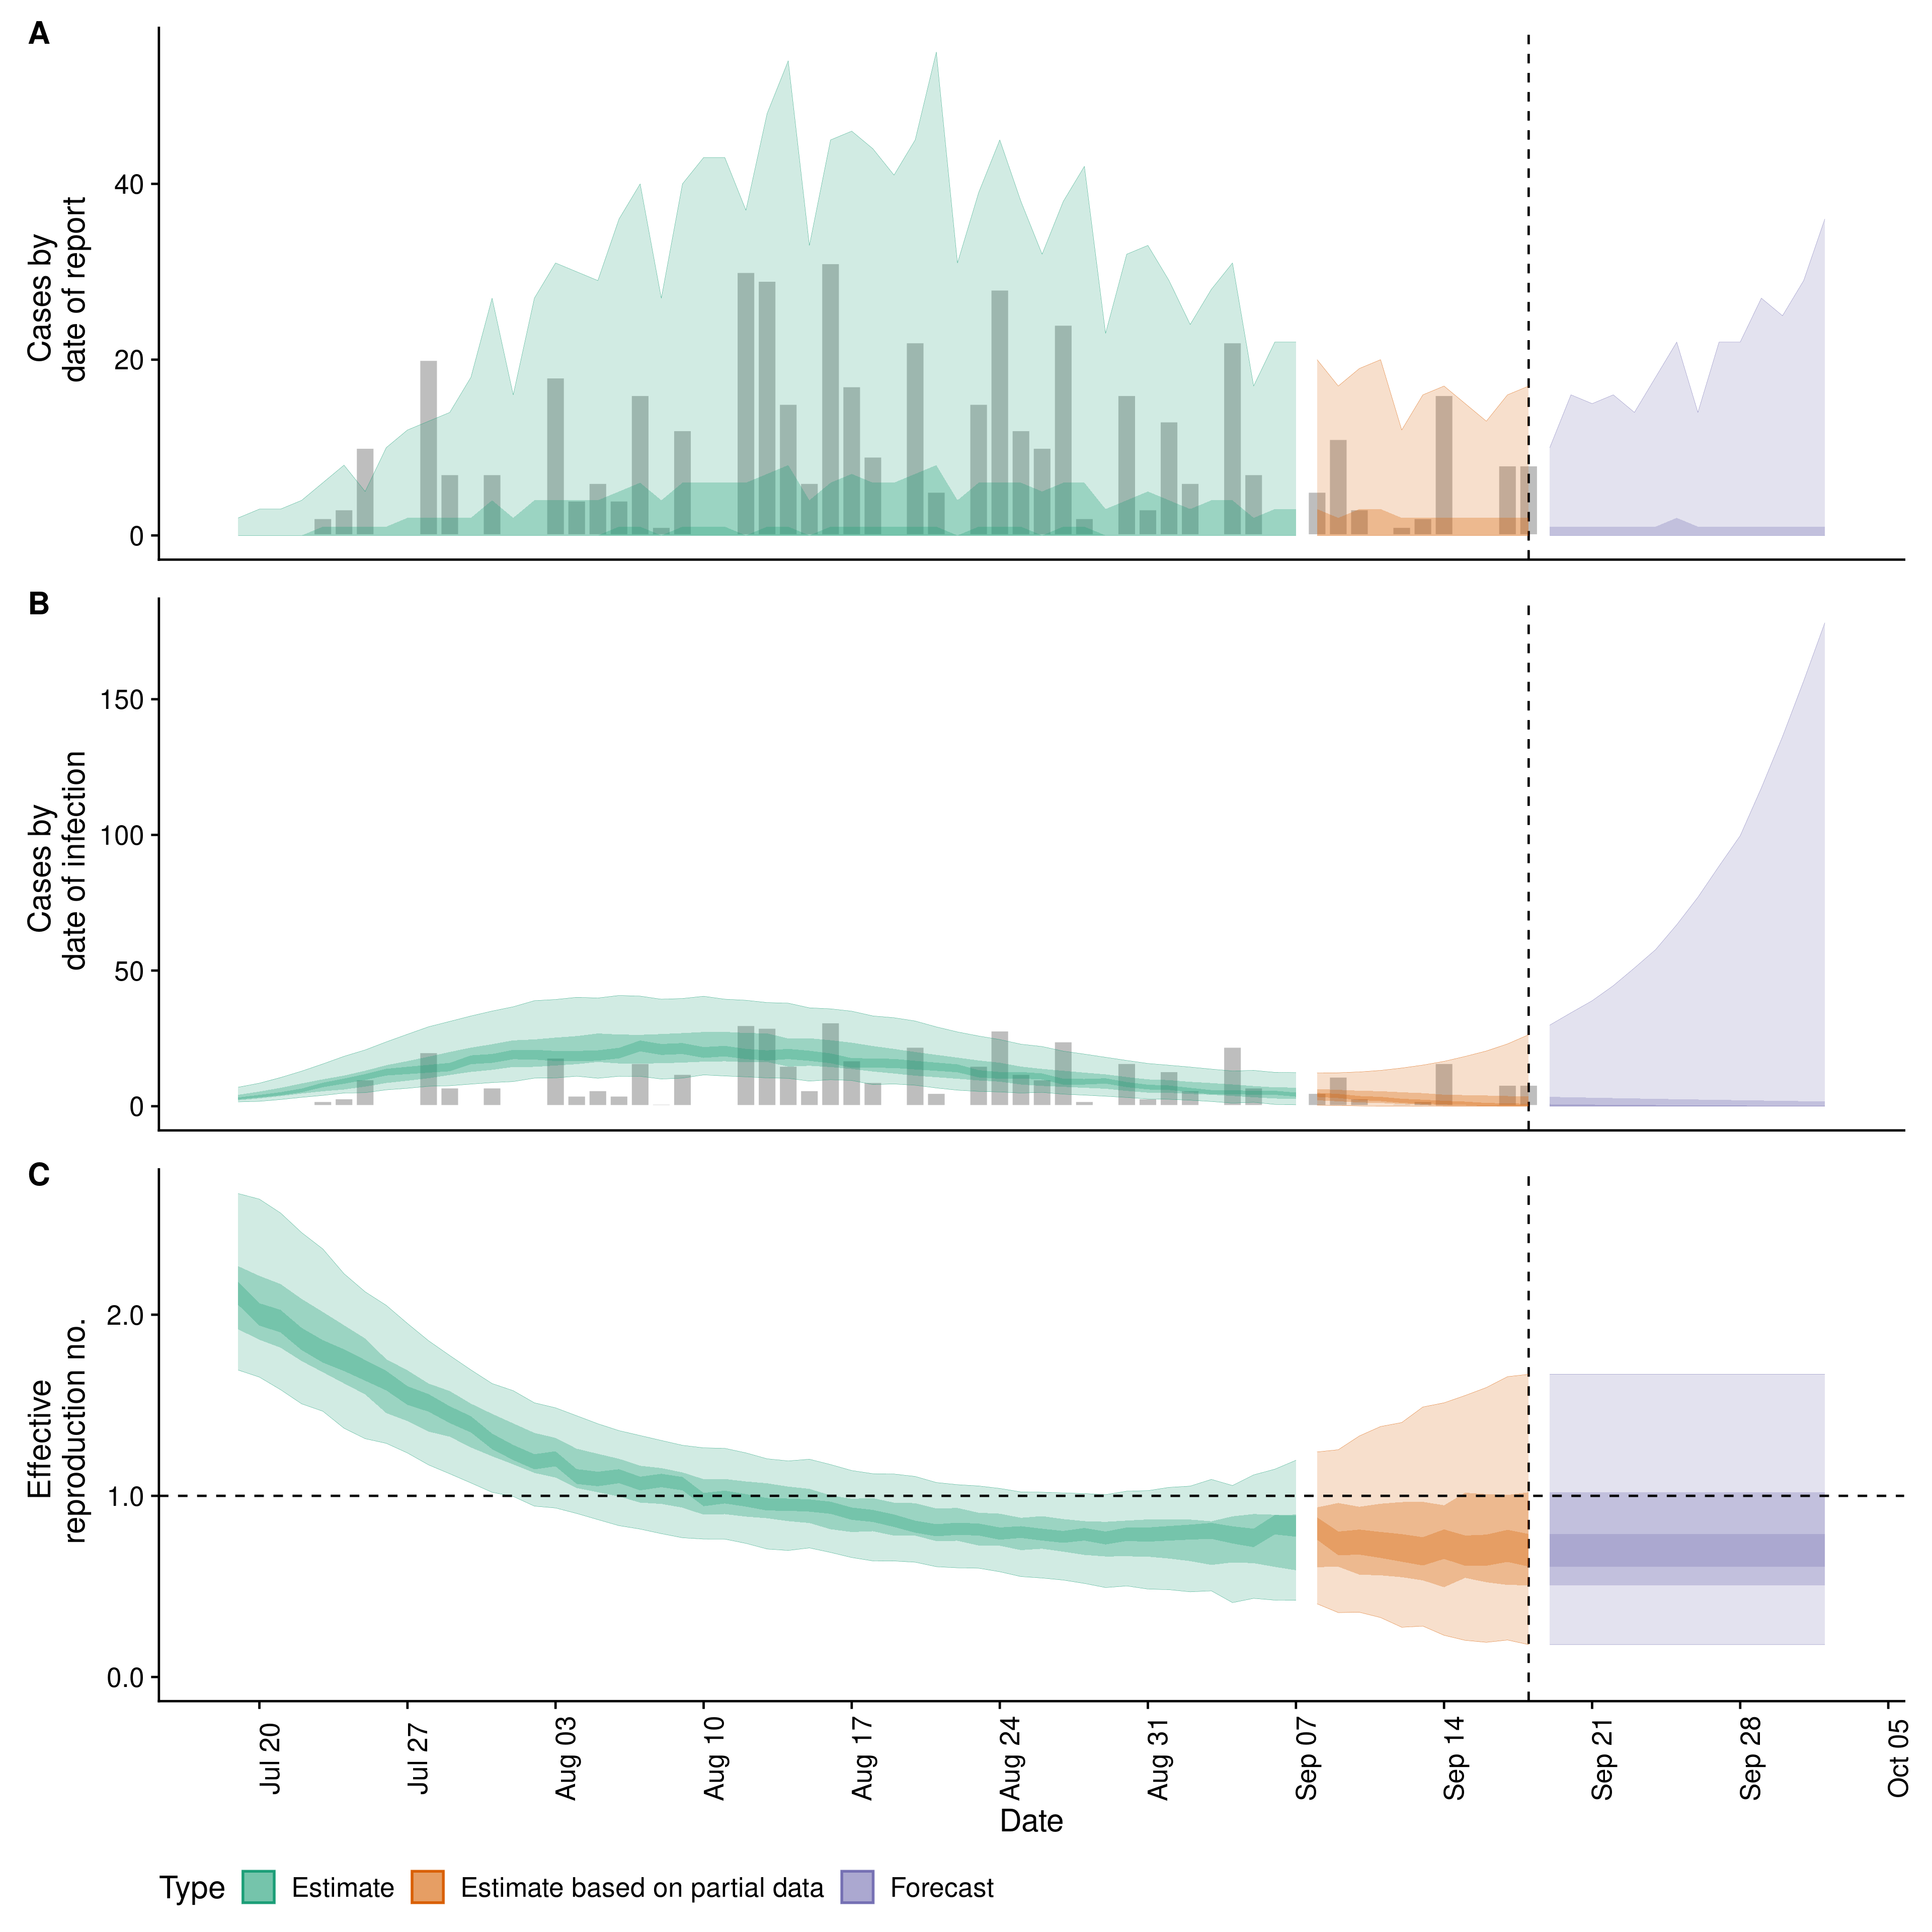 A
Cases by
date of report
40
20
0
B
Cases by
date of infection
150
100
50
0
C
Effective
reproduction no.
2.0
1.0
0.0
Jul 20
Jul 27
Aug 03
Aug 10
Aug 17
Aug 24
Aug 31
Sep 07
Sep 14
Sep 21
Sep 28
Oct 05
Date
Type Estimate Estimate based on partial data Forecast